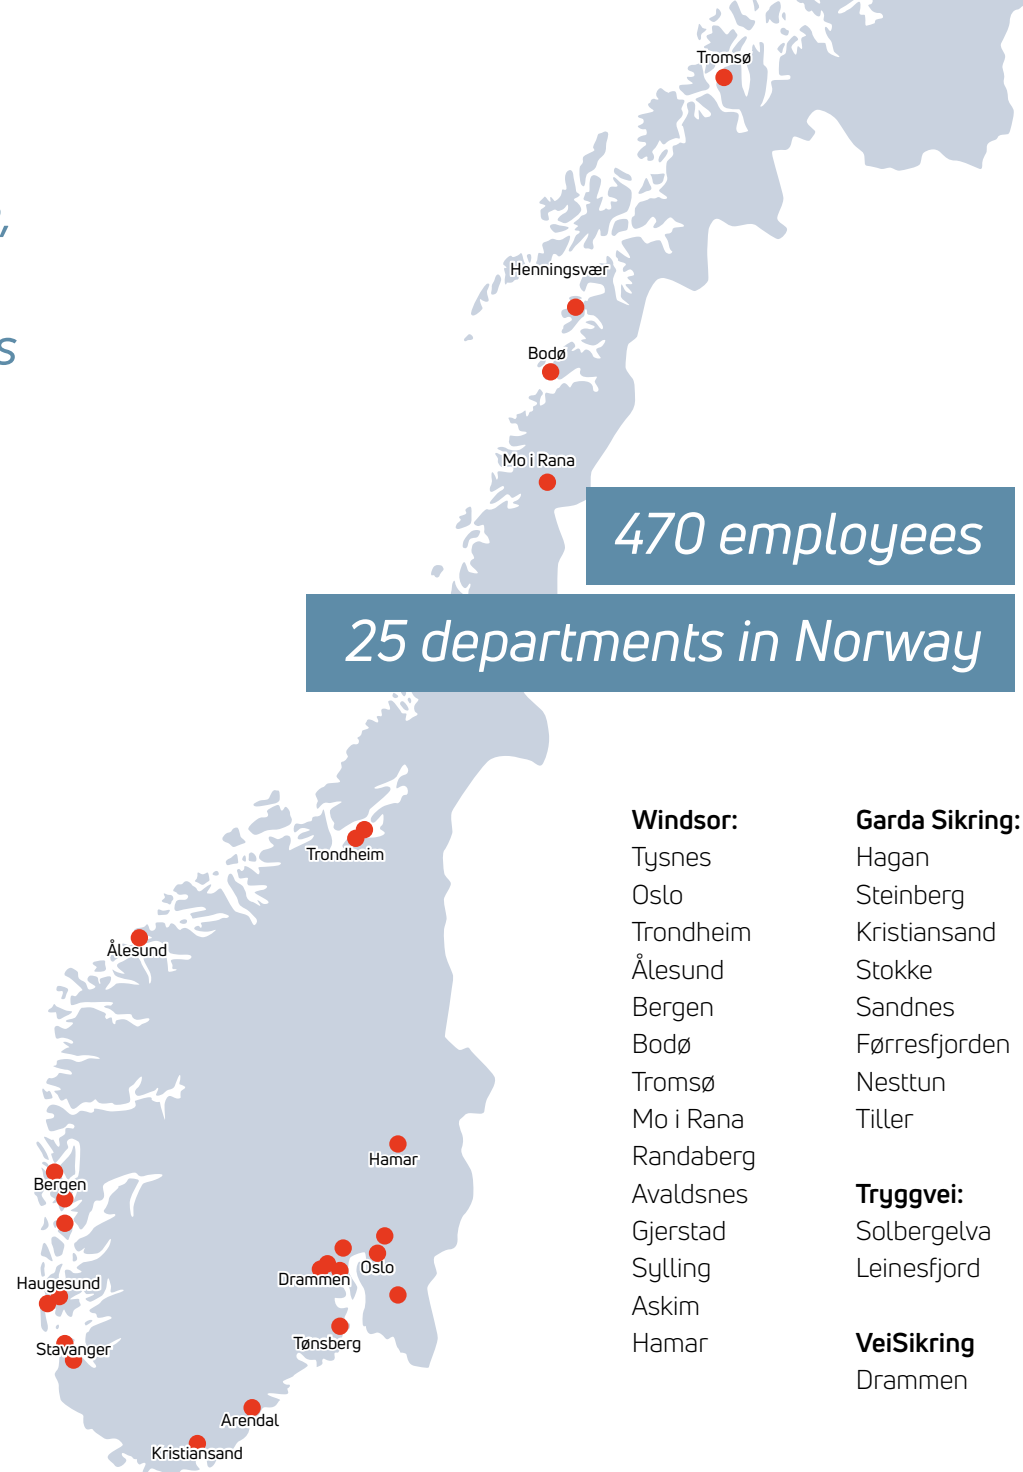 s
Tromsø
Henningsvær
Bodø
Mo i Rana
470 employees
25 departments in Norway
Trondheim
Ålesund
Hamar
Bergen
Oslo
Drammen
Haugesund
Tønsberg
Stavanger
Arendal
Kristiansand
Windsor:
Tysnes
Oslo
Trondheim
Ålesund
Bergen
Bodø
Tromsø
Mo i Rana
Randaberg
Avaldsnes
Gjerstad
Sylling
Askim
Hamar
Garda Sikring:
Hagan
Steinberg
Kristiansand
Stokke
Sandnes
Førresfjorden
Nesttun
Tiller
Tryggvei:
Solbergelva
Leinesfjord
VeiSikring
Drammen